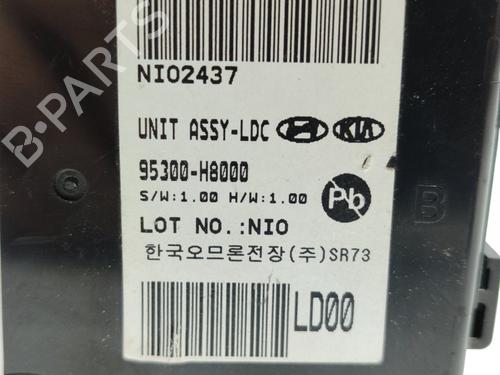 NIO2437
UNIT ASSY-LDC KIA
95300-H8000
S/W:1.00 H/W:1.00
Pb
B
LOT NO.:NIO
한국오므론전장(주)SR73
LD00
B-PARTS